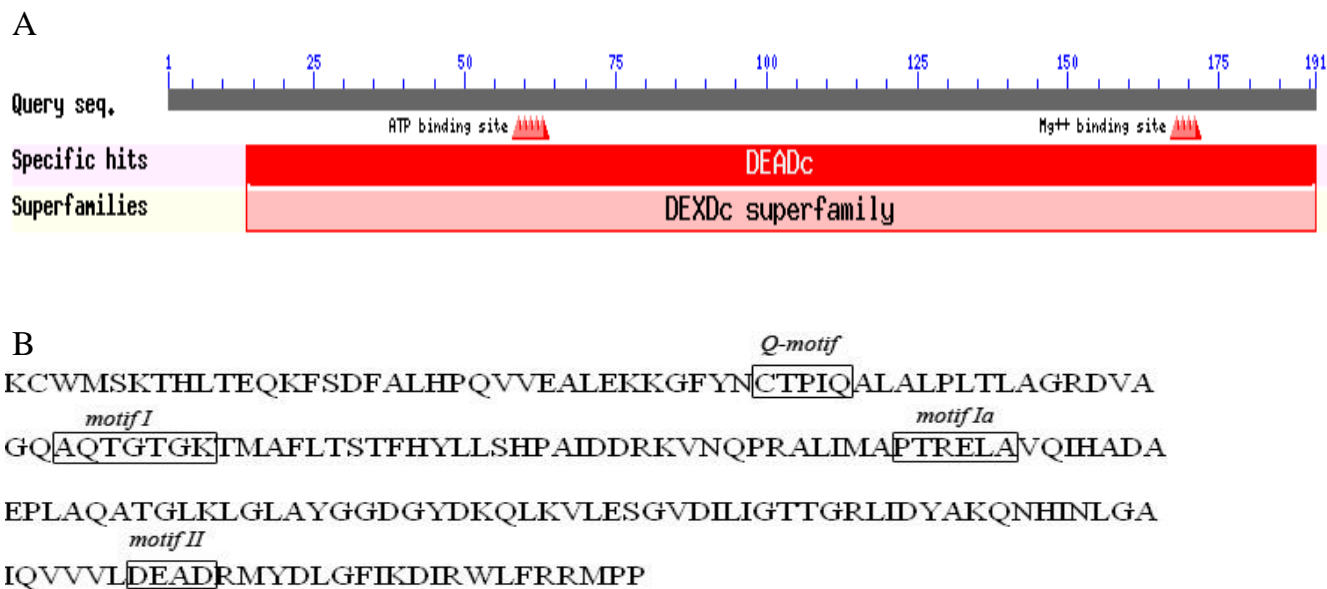 A
1 25 50 75 100 125 150 175 191
Query seq.
ATP binding site Mg++ binding site
Specific hits DEADc
Superfamilies DEXDc superfamily
B
Q-motif
KCWMSKTHLTEQKFSDFALHPQVVEALEKKGFYNCTPIQALALPLTLAGRDVA
motif I motif Ia
GQAQTGTGKTMAFLTSTFHYLLSHPAIDDRKVNQPRALIMAPTRELAVQIHADA
EPLAQATGLKLGLAYGGDGYDKQLKVLESGVDILIGTTGRLIDYAKQNHINLGA
motif II
IQVVVLDEADRMYDLGFIKDIRWLFRRMPP